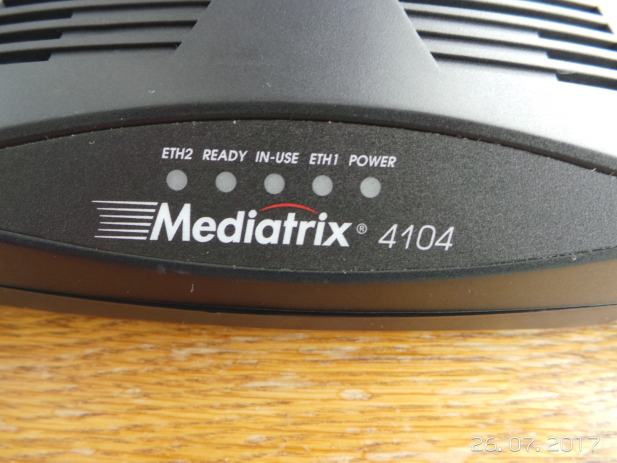 ETH2 READY IN-USE ETH1 POWER
Mediatrix® 4104
26.07.2017